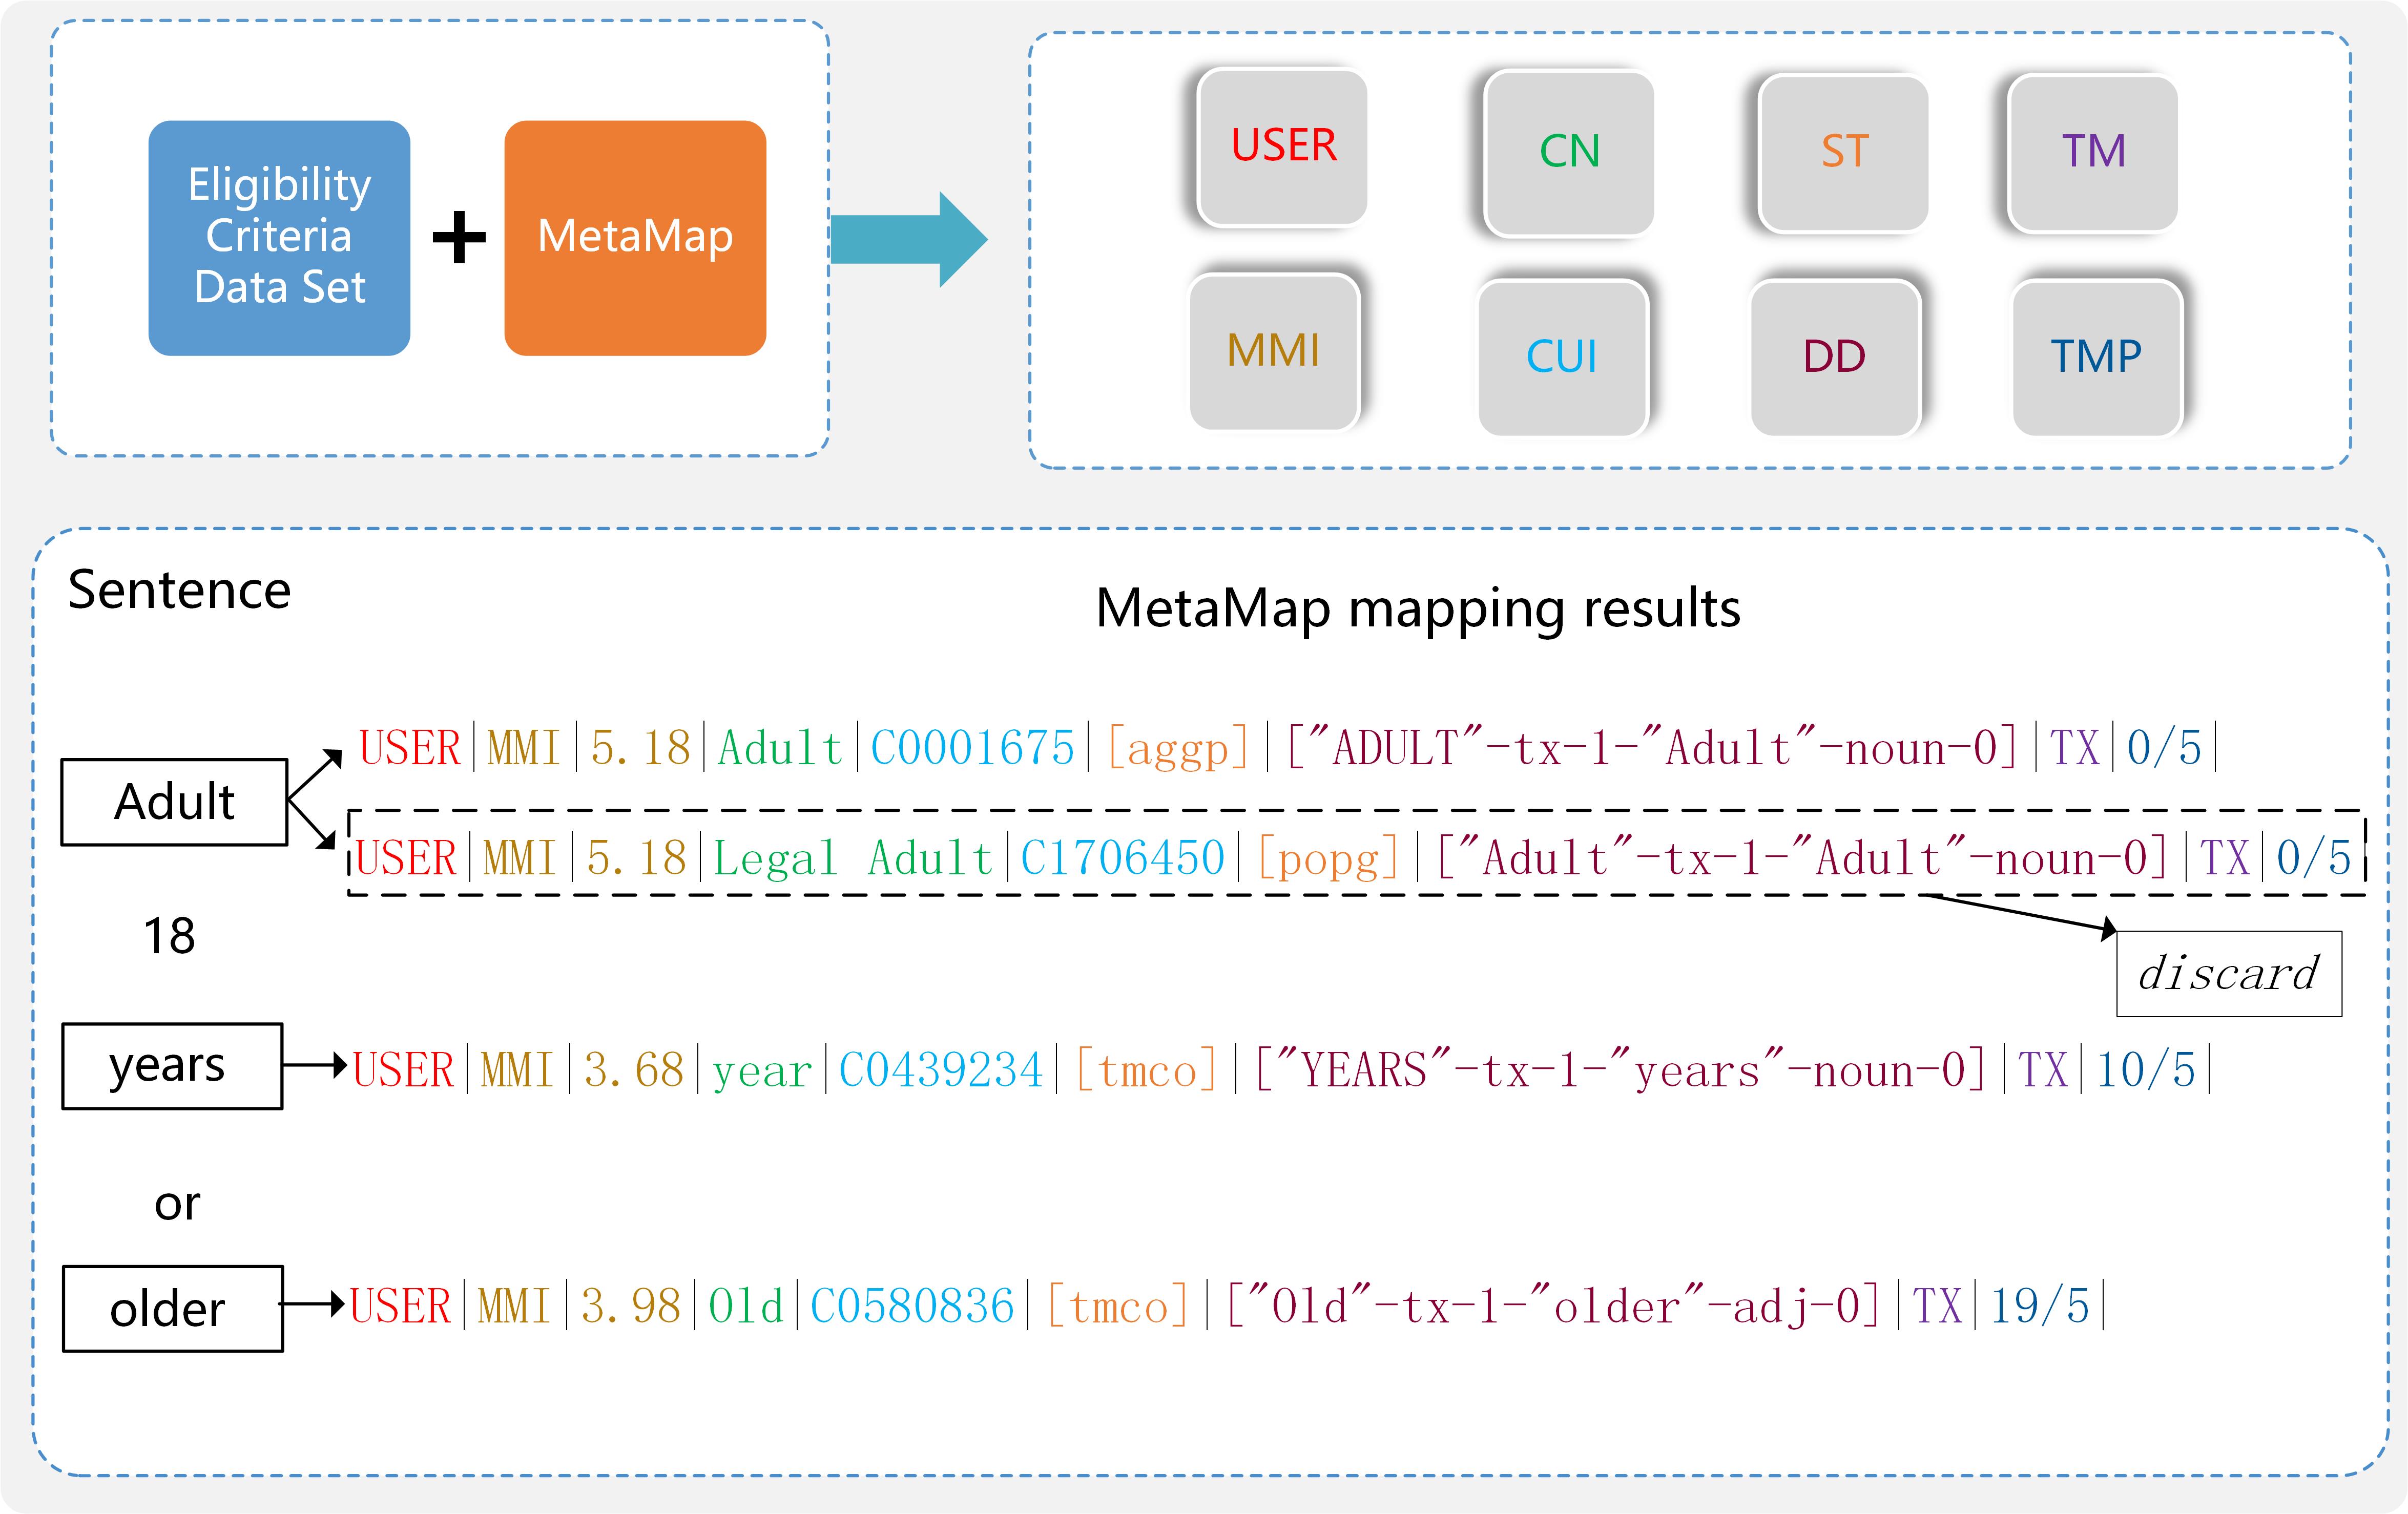 Eligibility
Criteria
Data Set
+
MetaMap
USER
CN
ST
TM
MMI
CUI
DD
TMP
Sentence
MetaMap mapping results
Adult
USER|MMI|5.18|Adult|C0001675|[aggp]|["ADULT"-tx-1-"Adult"-noun-0]|TX|0/5|
USER|MMI|5.18|Legal Adult|C1706450|[popg]|["Adult"-tx-1-"Adult"-noun-0]|TX|0/5
18
discard
years
USER|MMI|3.68|year|C0439234|[tmco]|["YEARS"-tx-1-"years"-noun-0]|TX|10/5|
or
older
USER|MMI|3.98|Old|C0580836|[tmco]|["Old"-tx-1-"older"-adj-0]|TX|19/5|